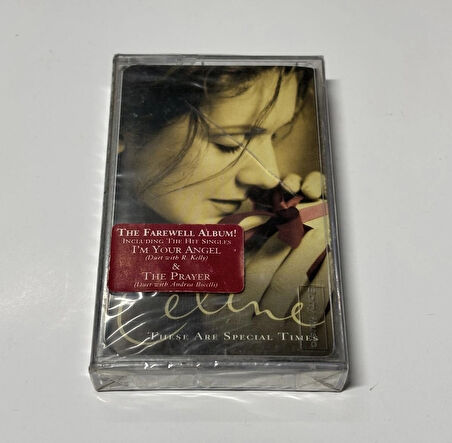 THE FAREWELL ALBUM!
INCLUDING THE HIT SINGLES
I'M YOUR ANGEL
(Duet with R. Kelly)
&
THE PRAYER
(Duet with Andrea Bocelli)
Celine
THESE ARE SPECIAL TIMES